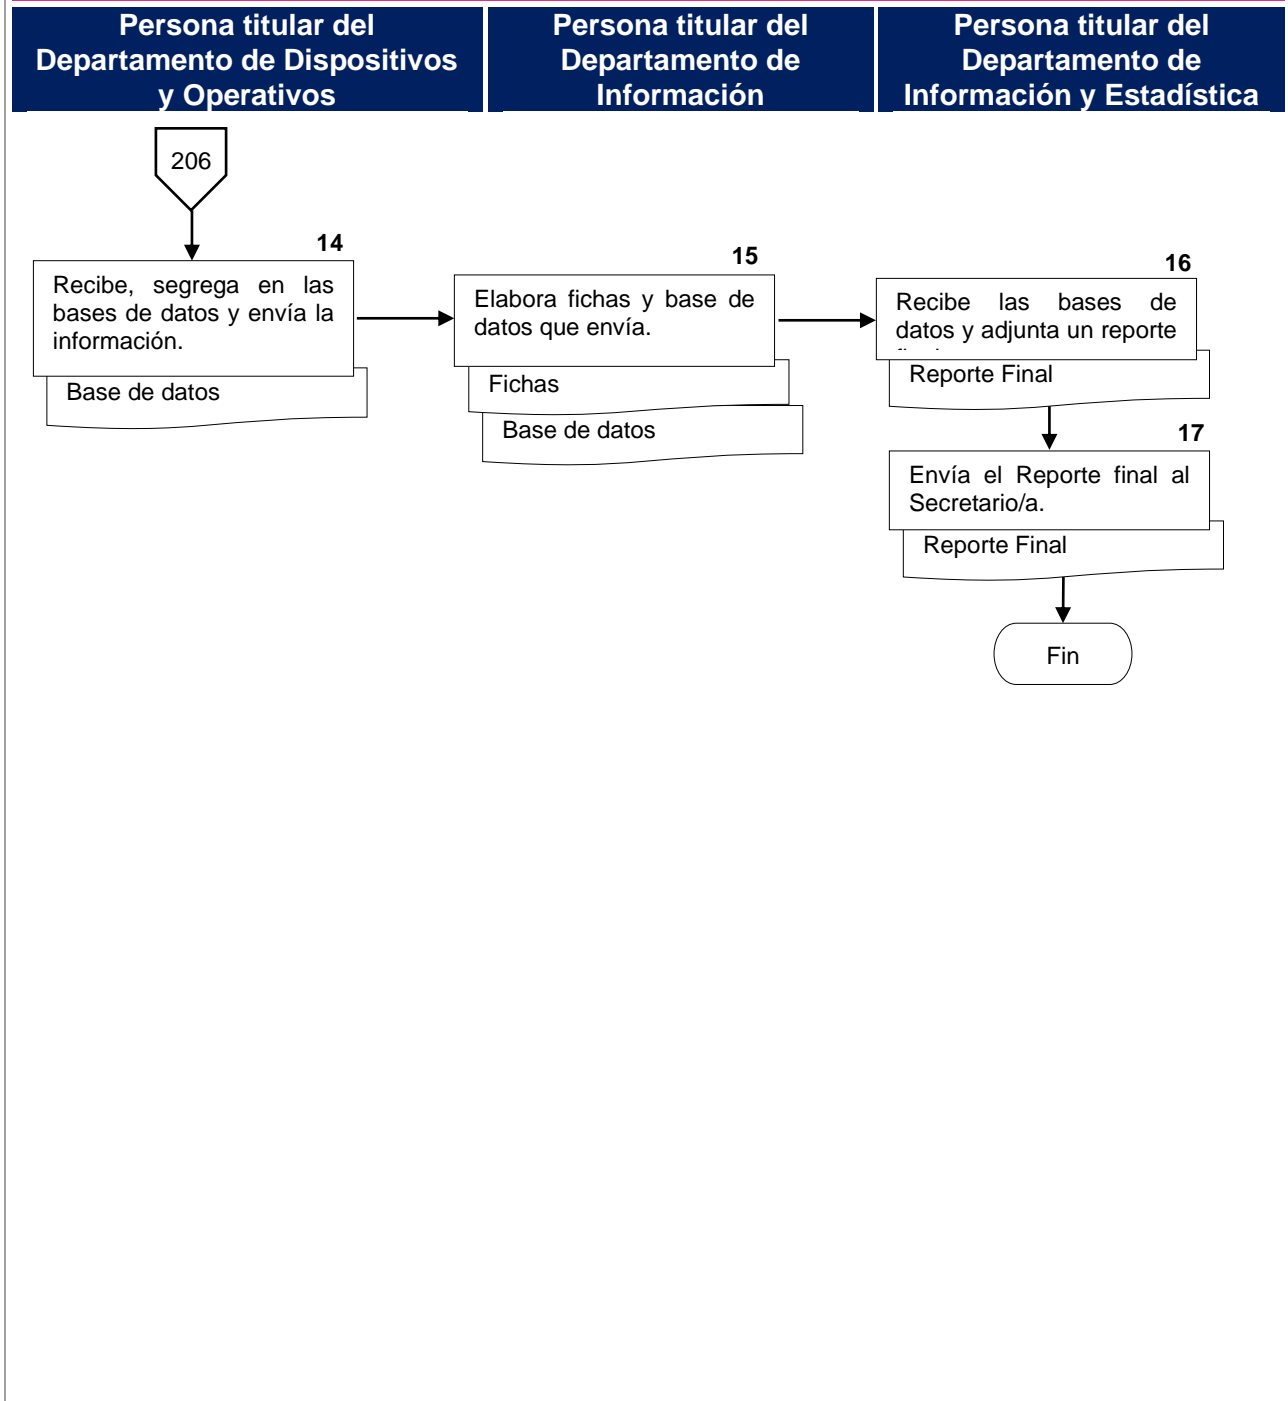 Persona titular del
Departamento de Dispositivos
y Operativos
Persona titular del
Departamento de
Información
Persona titular del
Departamento de
Información y Estadística
206
14
Recibe, segrega en las
bases de datos y envía la
información.
Base de datos
15
Elabora fichas y base de
datos que envía.
Fichas
Base de datos
16
Recibe las bases de
datos y adjunta un reporte
Reporte Final
17
Envía el Reporte final al
Secretario/a.
Reporte Final
Fin